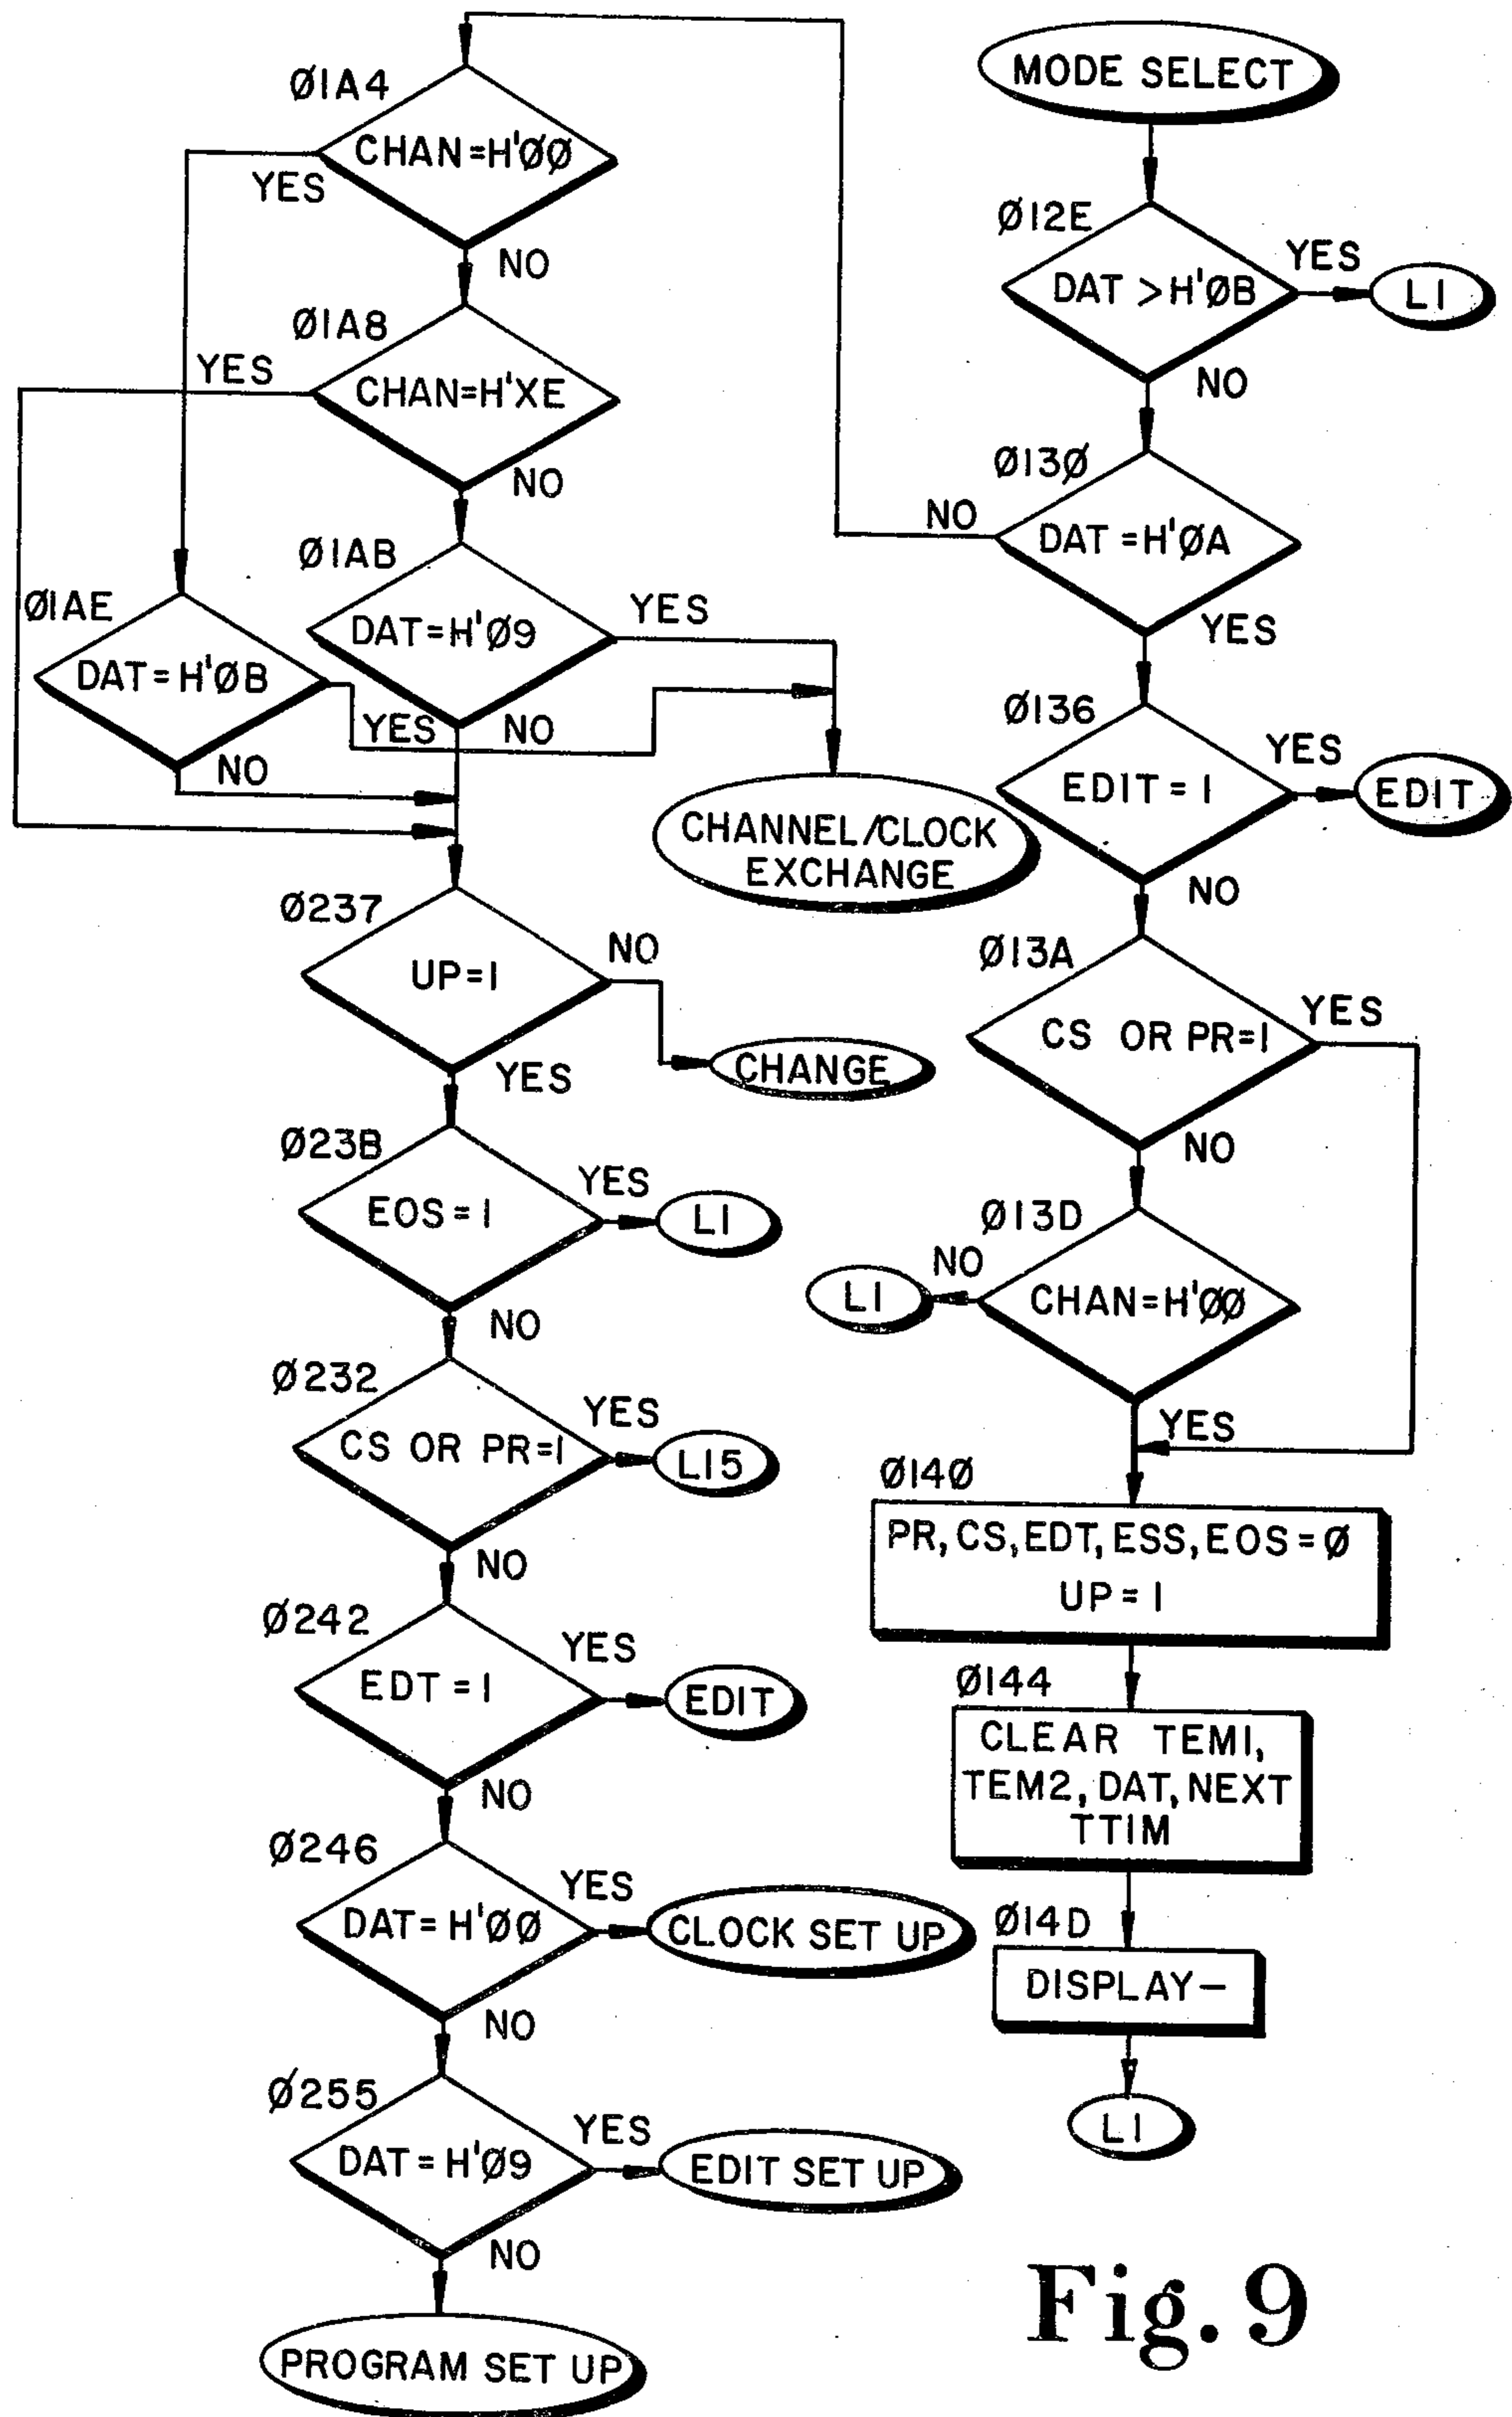 MODE SELECT
Ø12E
DAT >H'ØB
YES
L1
NO
Ø13Ø
DAT =H'ØA
NO
YES
Ø136
EDIT = 1
YES
EDIT
NO
Ø13A
CS OR PR=1
YES
NO
Ø13D
CHAN=H'ØØ
NO
L1
YES
Ø14Ø
PR, CS, EDT, ESS, EOS = Ø
UP = 1
Ø144
CLEAR TEM1,
TEM2, DAT, NEXT
TTIM
Ø14D
DISPLAY–
L1
Ø1A4
CHAN=H'ØØ
YES
NO
Ø1A8
CHAN=H'XE
YES
NO
Ø1AB
DAT=H'Ø9
YES
NO
Ø1AE
DAT=H'ØB
YES
NO
CHANNEL/CLOCK
EXCHANGE
Ø237
UP=1
NO
CHANGE
YES
Ø23B
EOS = 1
YES
L1
NO
Ø232
CS OR PR=1
YES
L15
NO
Ø242
EDT = 1
YES
EDIT
NO
Ø246
DAT=H'ØØ
YES
CLOCK SET UP
NO
Ø255
DAT=H'Ø9
YES
EDIT SET UP
NO
PROGRAM SET UP
Fig. 9